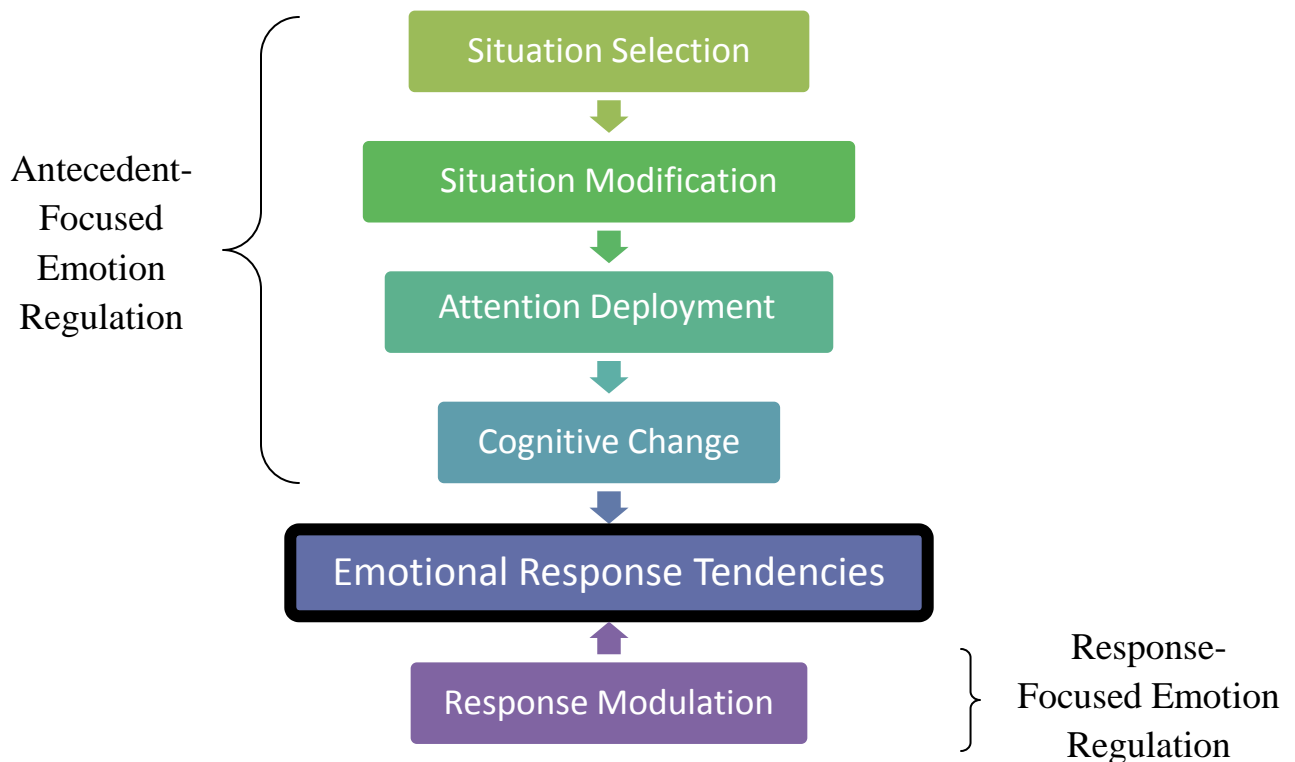 Situation Selection
Situation Modification
Antecedent-
Focused
Emotion
Regulation
Attention Deployment
Cognitive Change
Emotional Response Tendencies
Response Modulation
Response-
Focused Emotion
Regulation